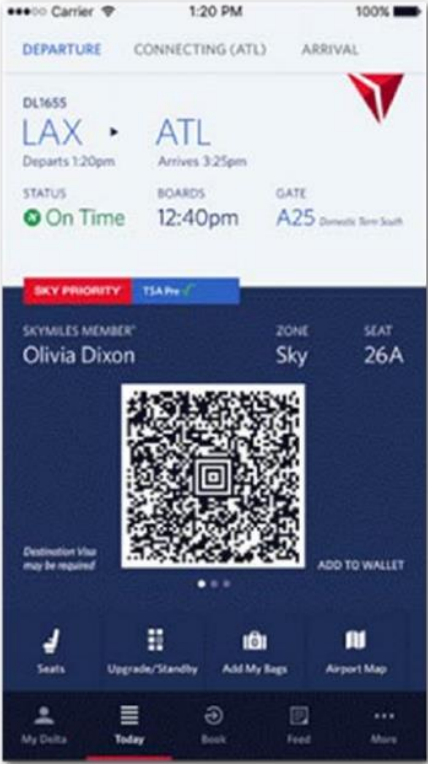 Carrier 1:20 PM 100%
DEPARTURE CONNECTING (ATL) ARRIVAL
DL1655
LAX ▸ ATL
Departs 1:20pm Arrives 3:25pm
STATUS BOARDS GATE
On Time 12:40pm A25 Domestic Term South
SKY PRIORITY TSA Pre✓
SKYMILES MEMBER® ZONE SEAT
Olivia Dixon Sky 26A
Destination Visa
may be required ADD TO WALLET
Seats Upgrade/Standby Add My Bags Airport Map
My Delta Today Book Feed More